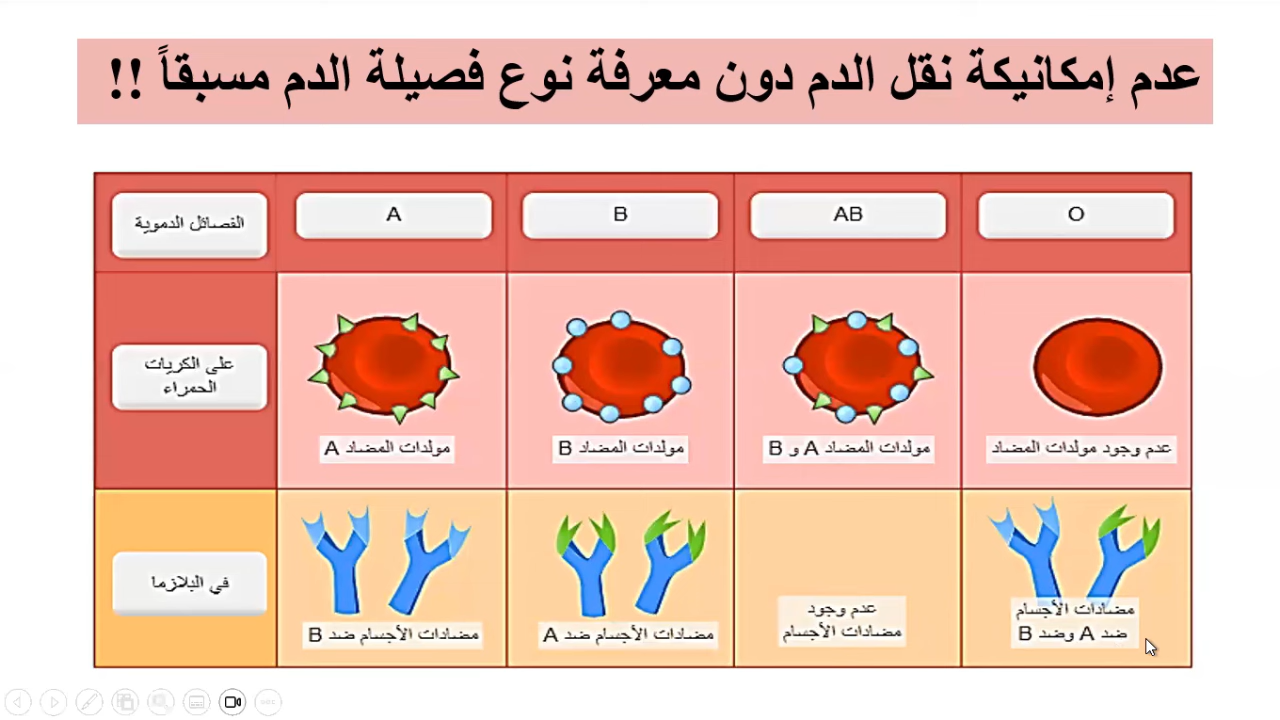 عدم إمكانيكة نقل الدم دون معرفة نوع فصيلة الدم مسبقاً !!
الفصائل الدموية
A
B
AB
O
على الكريات
الحمراء
مولدات المضاد A
مولدات المضاد B
مولدات المضاد A و B
عدم وجود مولدات المضاد
في البلازما
مضادات الأجسام ضد B
مضادات الأجسام ضد A
عدم وجود
مضادات الأجسام
مضادات الأجسام
ضد A وضد B